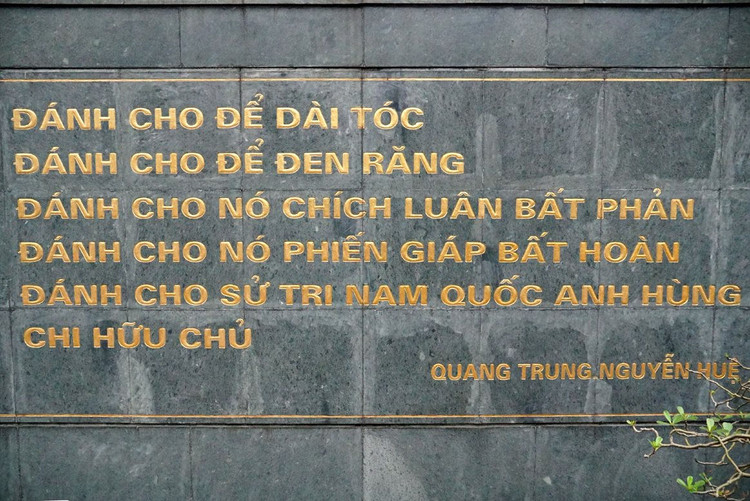 ĐÁNH CHO ĐỂ DÀI TÓC
ĐÁNH CHO ĐỂ ĐEN RĂNG
ĐÁNH CHO NÓ CHÍCH LUÂN BẤT PHẢN
ĐÁNH CHO NÓ PHIẾN GIÁP BẤT HOÀN
ĐÁNH CHO SỬ TRI NAM QUỐC ANH HÙNG
CHI HỮU CHỦ
QUANG TRUNG.NGUYỄN HUỆ